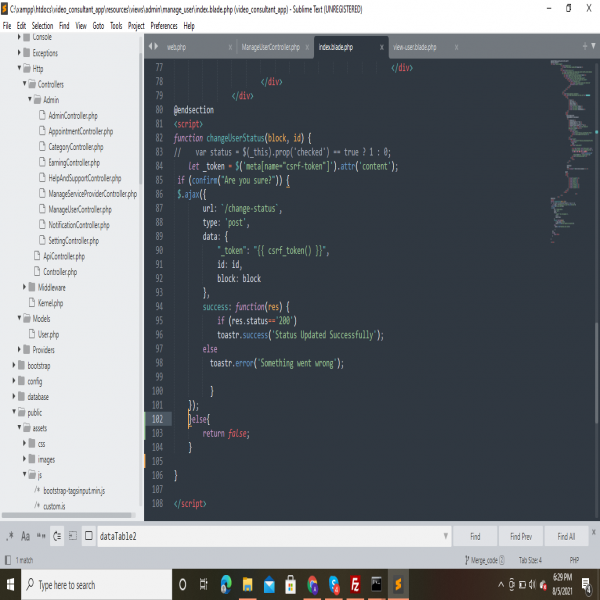 C:\xampp\htdocs\video_consultant_app\resources\views\admin\manage_user\index.blade.php (video_consultant_app) - Sublime Text (UNREGISTERED)
File Edit Selection Find View Goto Tools Project Preferences Help
Console
Exceptions
Http
Controllers
Admin
AdminController.php
AppointmentController.php
CategoryController.php
EarningController.php
HelpAndSupportController.php
ManageServiceProviderController.php
ManageUserController.php
NotificationController.php
SettingController.php
ApiController.php
Controller.php
Middleware
Kernel.php
Models
User.php
Providers
bootstrap
config
database
public
assets
css
images
js
/* bootstrap-tagsinput.min.js
/* custom.js
web.php ManageUserController.php index.blade.php view-user.blade.php
77 </div>
78 </div>
79 </div>
80 @endsection
81 <script>
82 function changeUserStatus(block, id) {
83 // var status = $(_this).prop('checked') == true ? 1 : 0;
84 let _token = $('meta[name="csrf-token"]').attr('content');
85 if (confirm("Are you sure?")) {
86 $.ajax({
87 url: `/change-status`,
88 type: 'post',
89 data: {
90 "_token": "{{ csrf_token() }}",
91 id: id,
92 block: block
93 },
94 success: function(res) {
95 if (res.status=='200')
96 toastr.success('Status Updated Successfully');
97 else
98 toastr.error('Something went wrong');
99
100 }
101 });
102 }else{
103 return false;
104 }
105
106 }
107
108 </script>
.* Aa “” dataTable2 Find Find Prev Find All
1 match Merge_code Tab Size: 4 PHP
Type here to search
6:29 PM
8/5/2021
4